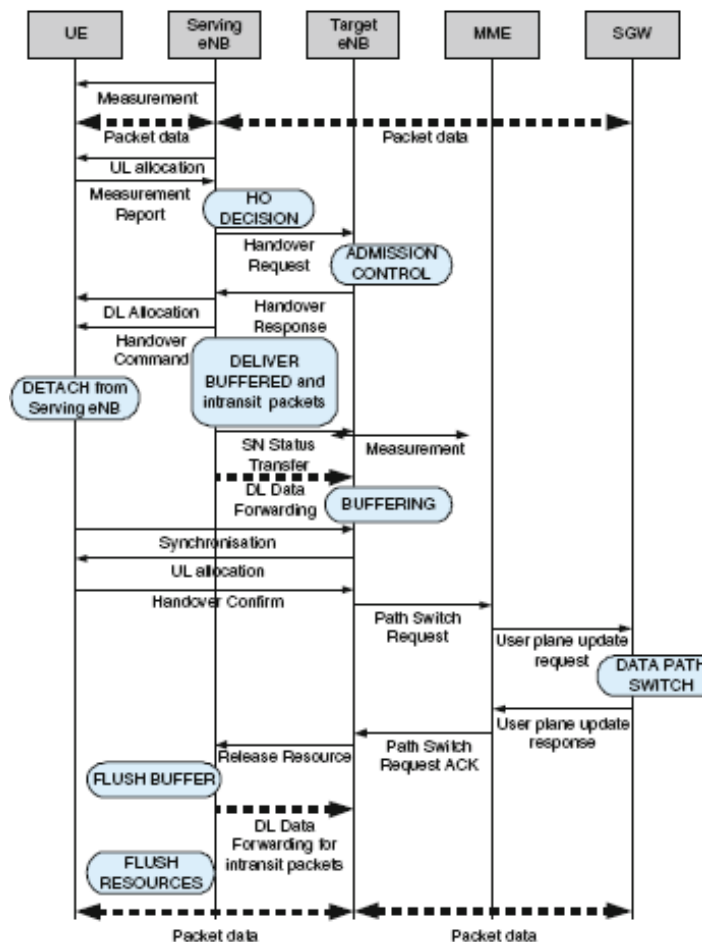 UE
Serving
eNB
Target
eNB
MME
SGW
Measurement
Packet data
Packet data
UL allocation
Measurement
Report
HO
DECISION
Handover
Request
ADMISSION
CONTROL
DL Allocation
Handover
Response
Handover
Command
DELIVER
BUFFERED and
intransit packets
DETACH from
Serving eNB
SN Status
Transfer
Measurement
DL Data
Forwarding
BUFFERING
Synchronisation
UL allocation
Handover Confirm
Path Switch
Request
User plane update
request
DATA PATH
SWITCH
User plane update
response
Path Switch
Request ACK
Release Resource
FLUSH BUFFER
DL Data
Forwarding for
intransit packets
FLUSH
RESOURCES
Packet data
Packet data